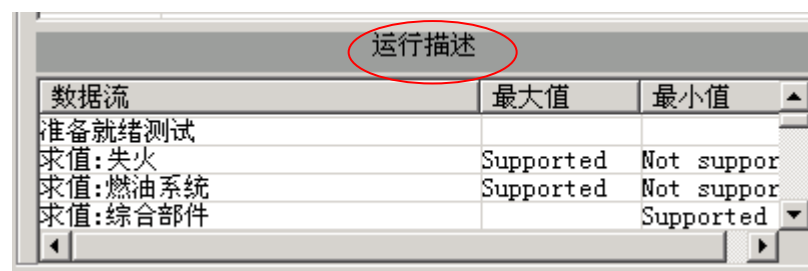 运行描述
数据流 最大值 最小值
准备就绪测试
求值:失火 Supported Not suppor
求值:燃油系统 Supported Not suppor
求值:综合部件 Supported